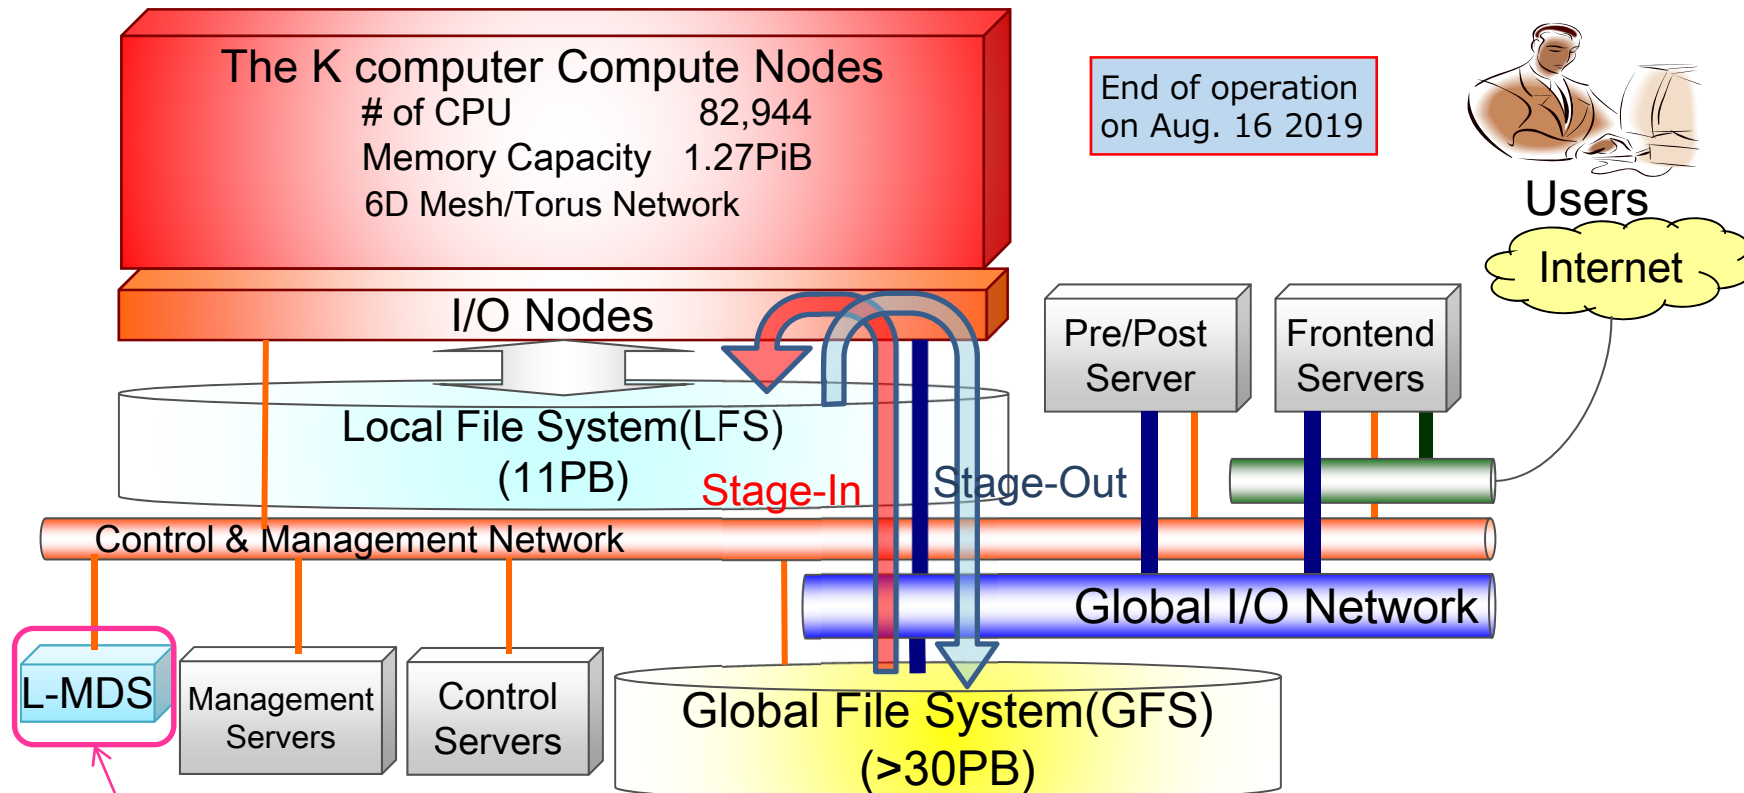 The K computer Compute Nodes
# of CPU 82,944
Memory Capacity 1.27PiB
6D Mesh/Torus Network
End of operation
on Aug. 16 2019
Users
Internet
I/O Nodes
Pre/Post
Server
Frontend
Servers
Local File System(LFS)
(11PB)
Stage-In
Stage-Out
Control & Management Network
Global I/O Network
L-MDS
Management
Servers
Control
Servers
Global File System(GFS)
(>30PB)